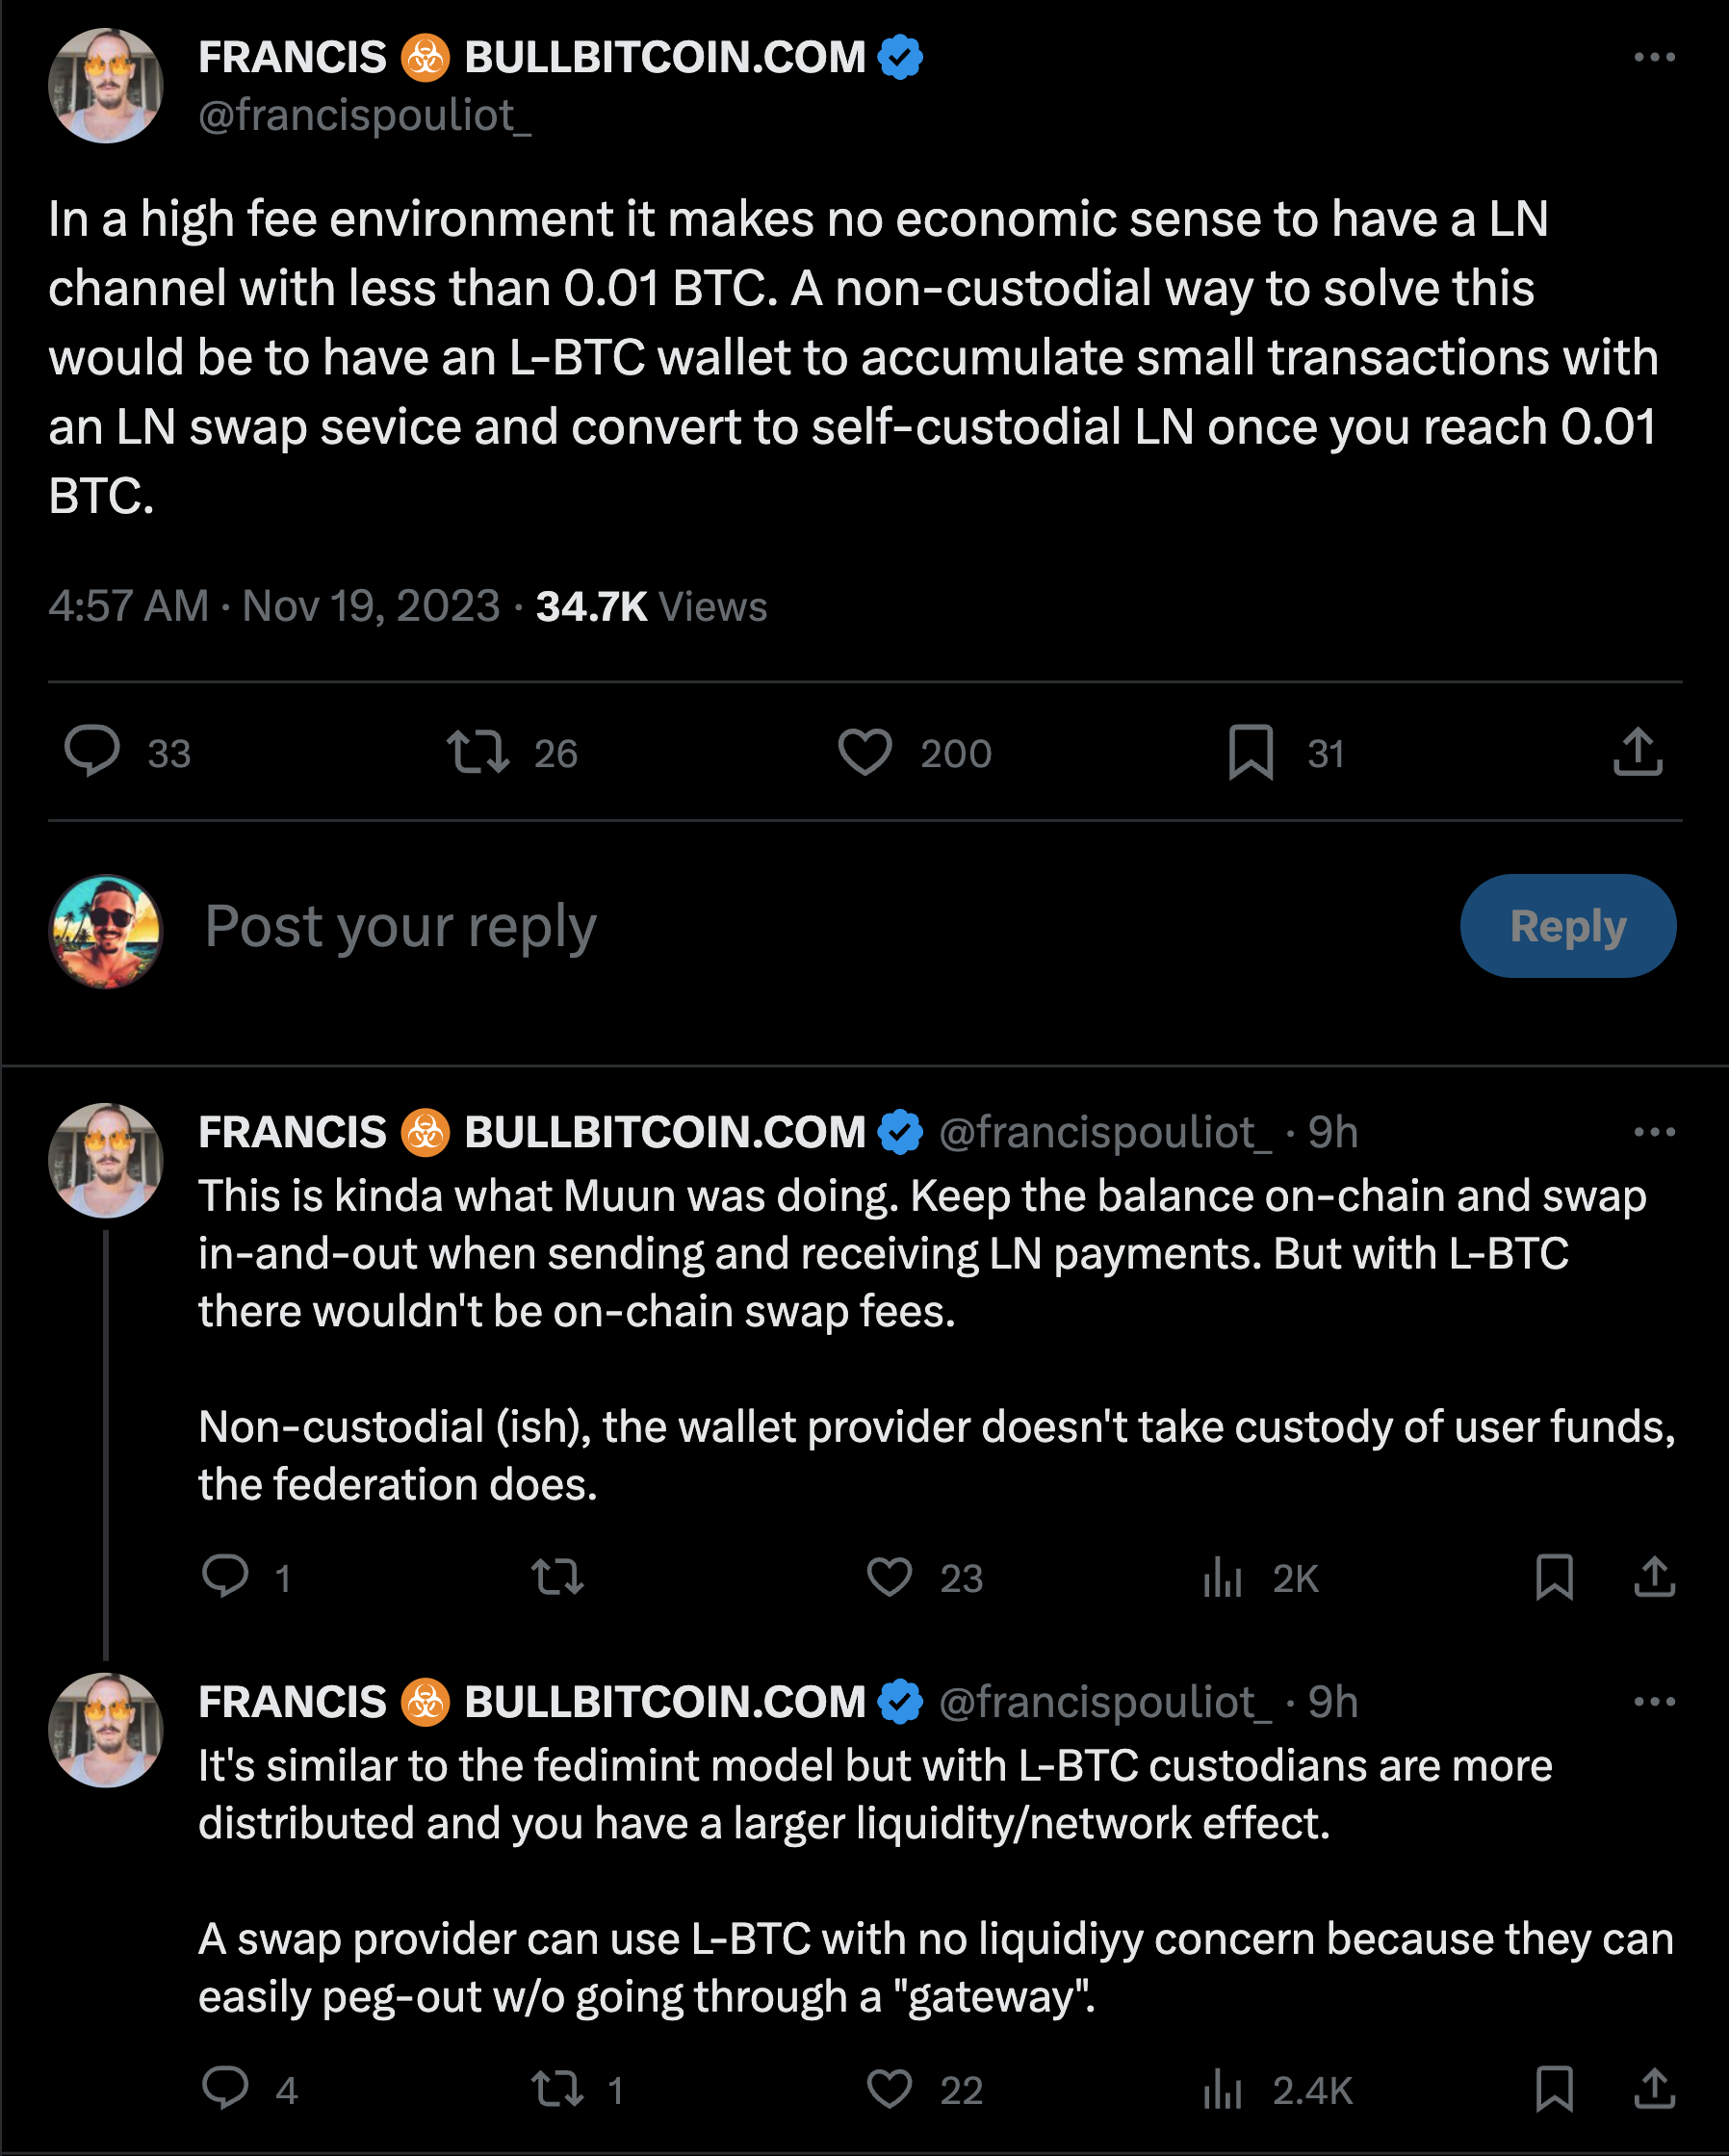 FRANCIS ☣ BULLBITCOIN.COM
@francispouliot_
In a high fee environment it makes no economic sense to have a LN
channel with less than 0.01 BTC. A non-custodial way to solve this
would be to have an L-BTC wallet to accumulate small transactions with
an LN swap sevice and convert to self-custodial LN once you reach 0.01
BTC.
4:57 AM · Nov 19, 2023 · 34.7K Views
33 26 200 31
Post your reply Reply
FRANCIS ☣ BULLBITCOIN.COM @francispouliot_ · 9h
This is kinda what Muun was doing. Keep the balance on-chain and swap
in-and-out when sending and receiving LN payments. But with L-BTC
there wouldn't be on-chain swap fees.
Non-custodial (ish), the wallet provider doesn't take custody of user funds,
the federation does.
1 23 2K
FRANCIS ☣ BULLBITCOIN.COM @francispouliot_ · 9h
It's similar to the fedimint model but with L-BTC custodians are more
distributed and you have a larger liquidity/network effect.
A swap provider can use L-BTC with no liquidiyy concern because they can
easily peg-out w/o going through a "gateway".
4 1 22 2.4K